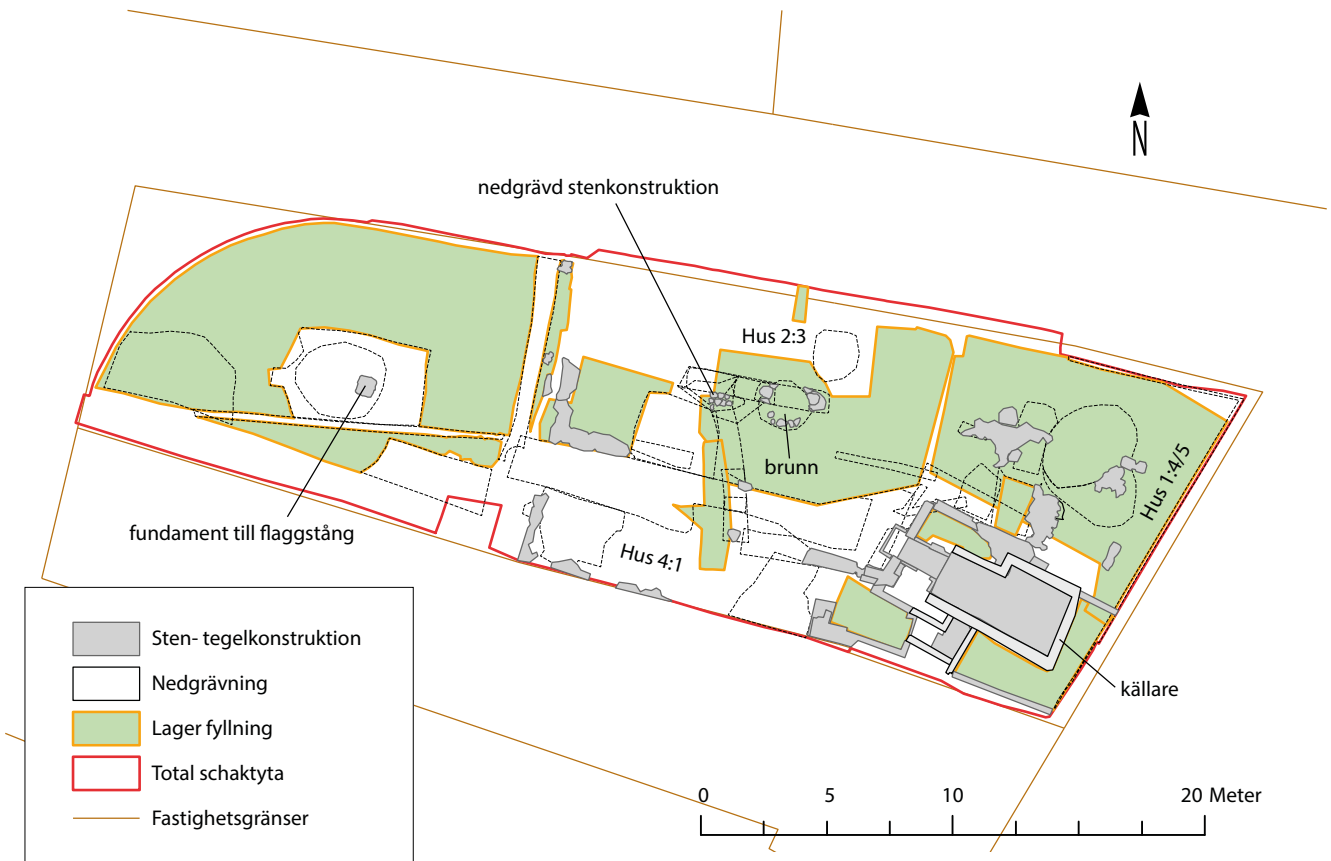 N
nedgrävd stenkonstruktion
Hus 2:3
brunn
Hus 1:4/5
fundament till flaggstång
Hus 4:1
källare
Sten- tegelkonstruktion
Nedgrävning
Lager fyllning
Total schaktyta
Fastighetsgränser
0 5 10 20 Meter